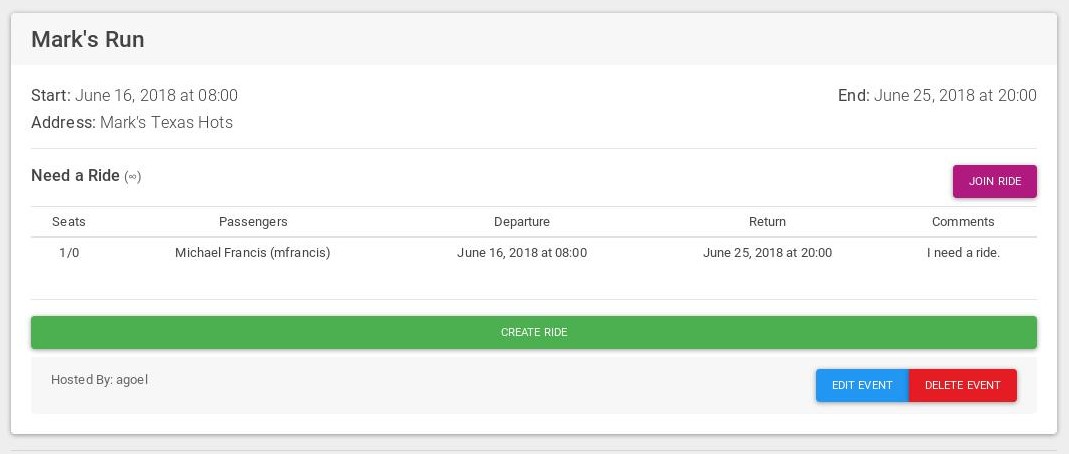 Mark's Run
Start: June 16, 2018 at 08:00 End: June 25, 2018 at 20:00
Address: Mark's Texas Hots
Need a Ride (∞) JOIN RIDE
Seats Passengers Departure Return Comments
1/0 Michael Francis (mfrancis) June 16, 2018 at 08:00 June 25, 2018 at 20:00 I need a ride.
CREATE RIDE
Hosted By: agoel EDIT EVENT DELETE EVENT